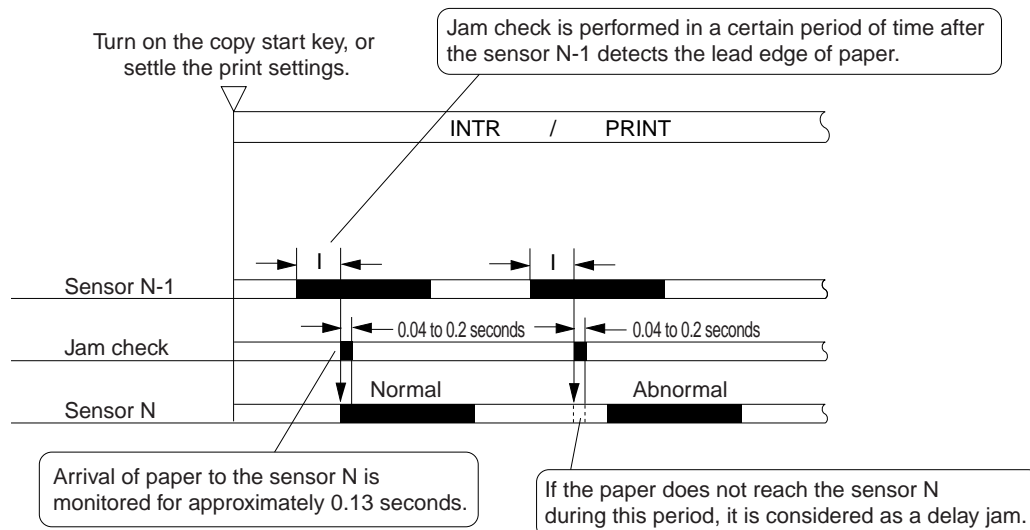 Turn on the copy start key, or
settle the print settings.
Jam check is performed in a certain period of time after
the sensor N-1 detects the lead edge of paper.
INTR / PRINT
I I
Sensor N-1
0.04 to 0.2 seconds 0.04 to 0.2 seconds
Jam check
Normal Abnormal
Sensor N
Arrival of paper to the sensor N is
monitored for approximately 0.13 seconds.
If the paper does not reach the sensor N
during this period, it is considered as a delay jam.